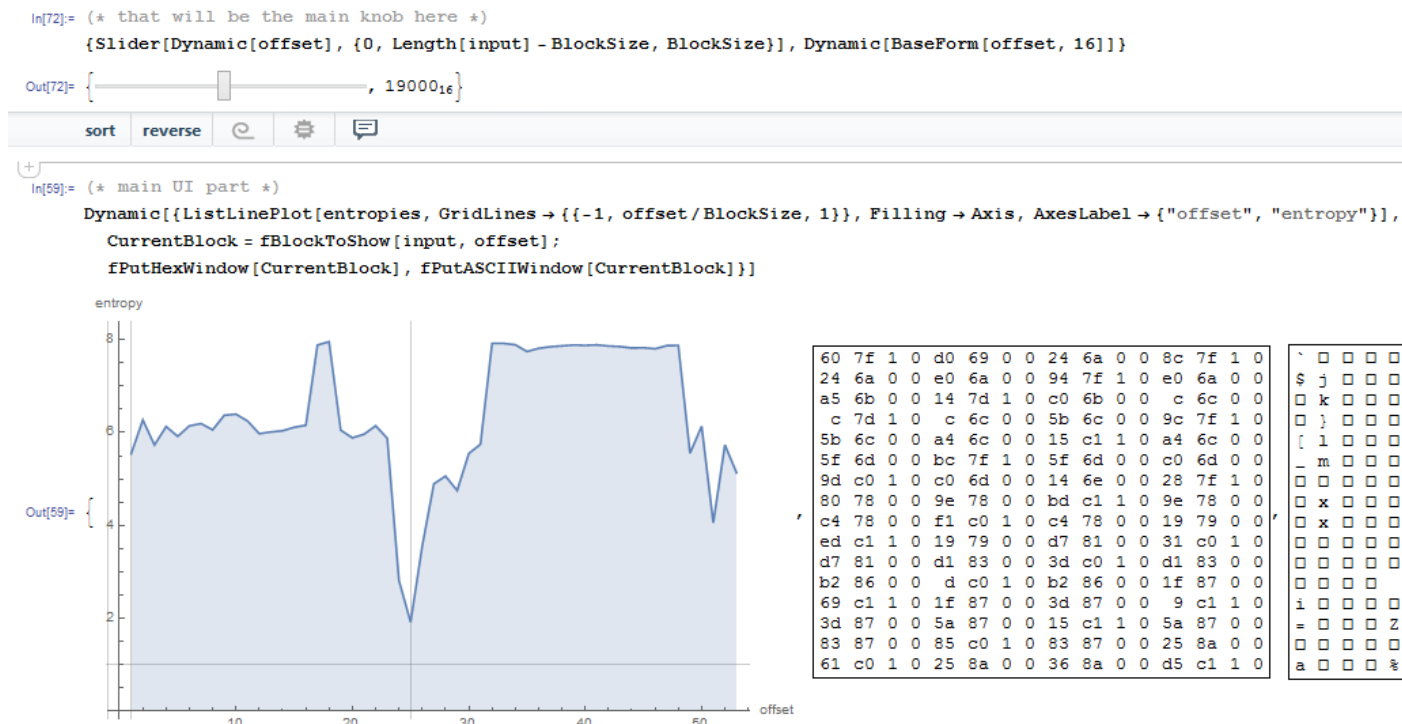 In[72]:= (* that will be the main knob here *)
{Slider[Dynamic[offset], {0, Length[input] - BlockSize, BlockSize}], Dynamic[BaseForm[offset, 16]]}
Out[72]= { , 19000₁₆}
sort reverse
In[59]:= (* main UI part *)
Dynamic[{ListLinePlot[entropies, GridLines → {{-1, offset / BlockSize, 1}}, Filling → Axis, AxesLabel → {"offset", "entropy"}],
CurrentBlock = fBlockToShow[input, offset];
fPutHexWindow[CurrentBlock], fPutASCIIWindow[CurrentBlock]}]
entropy
8
6
4
2
10 20 30 40 50
offset
Out[59]= {
,
60 7f 1 0 d0 69 0 0 24 6a 0 0 8c 7f 1 0
24 6a 0 0 e0 6a 0 0 94 7f 1 0 e0 6a 0 0
a5 6b 0 0 14 7d 1 0 c0 6b 0 0 c 6c 0 0
c 7d 1 0 c 6c 0 0 5b 6c 0 0 9c 7f 1 0
5b 6c 0 0 a4 6c 0 0 15 c1 1 0 a4 6c 0 0
5f 6d 0 0 bc 7f 1 0 5f 6d 0 0 c0 6d 0 0
9d c0 1 0 c0 6d 0 0 14 6e 0 0 28 7f 1 0
80 78 0 0 9e 78 0 0 bd c1 1 0 9e 78 0 0
c4 78 0 0 f1 c0 1 0 c4 78 0 0 19 79 0 0
ed c1 1 0 19 79 0 0 d7 81 0 0 31 c0 1 0
d7 81 0 0 d1 83 0 0 3d c0 1 0 d1 83 0 0
b2 86 0 0 d c0 1 0 b2 86 0 0 1f 87 0 0
69 c1 1 0 1f 87 0 0 3d 87 0 0 9 c1 1 0
3d 87 0 0 5a 87 0 0 15 c1 1 0 5a 87 0 0
83 87 0 0 85 c0 1 0 83 87 0 0 25 8a 0 0
61 c0 1 0 25 8a 0 0 36 8a 0 0 d5 c1 1 0
,
` □ □ □ □
$ j □ □ □
□ k □ □ □
□ } □ □ □
[ l □ □ □
_ m □ □ □
□ □ □ □ □
□ x □ □ □
□ x □ □ □
□ □ □ □ □
□ □ □ □ □
□ □ □ □
i □ □ □ □
= □ □ □ Z
□ □ □ □ □
a □ □ □ %